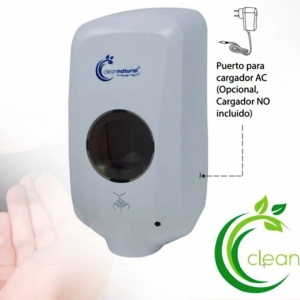 cleannatural
Puerto para
cargador AC
(Opcional,
Cargador NO
incluido)
clean